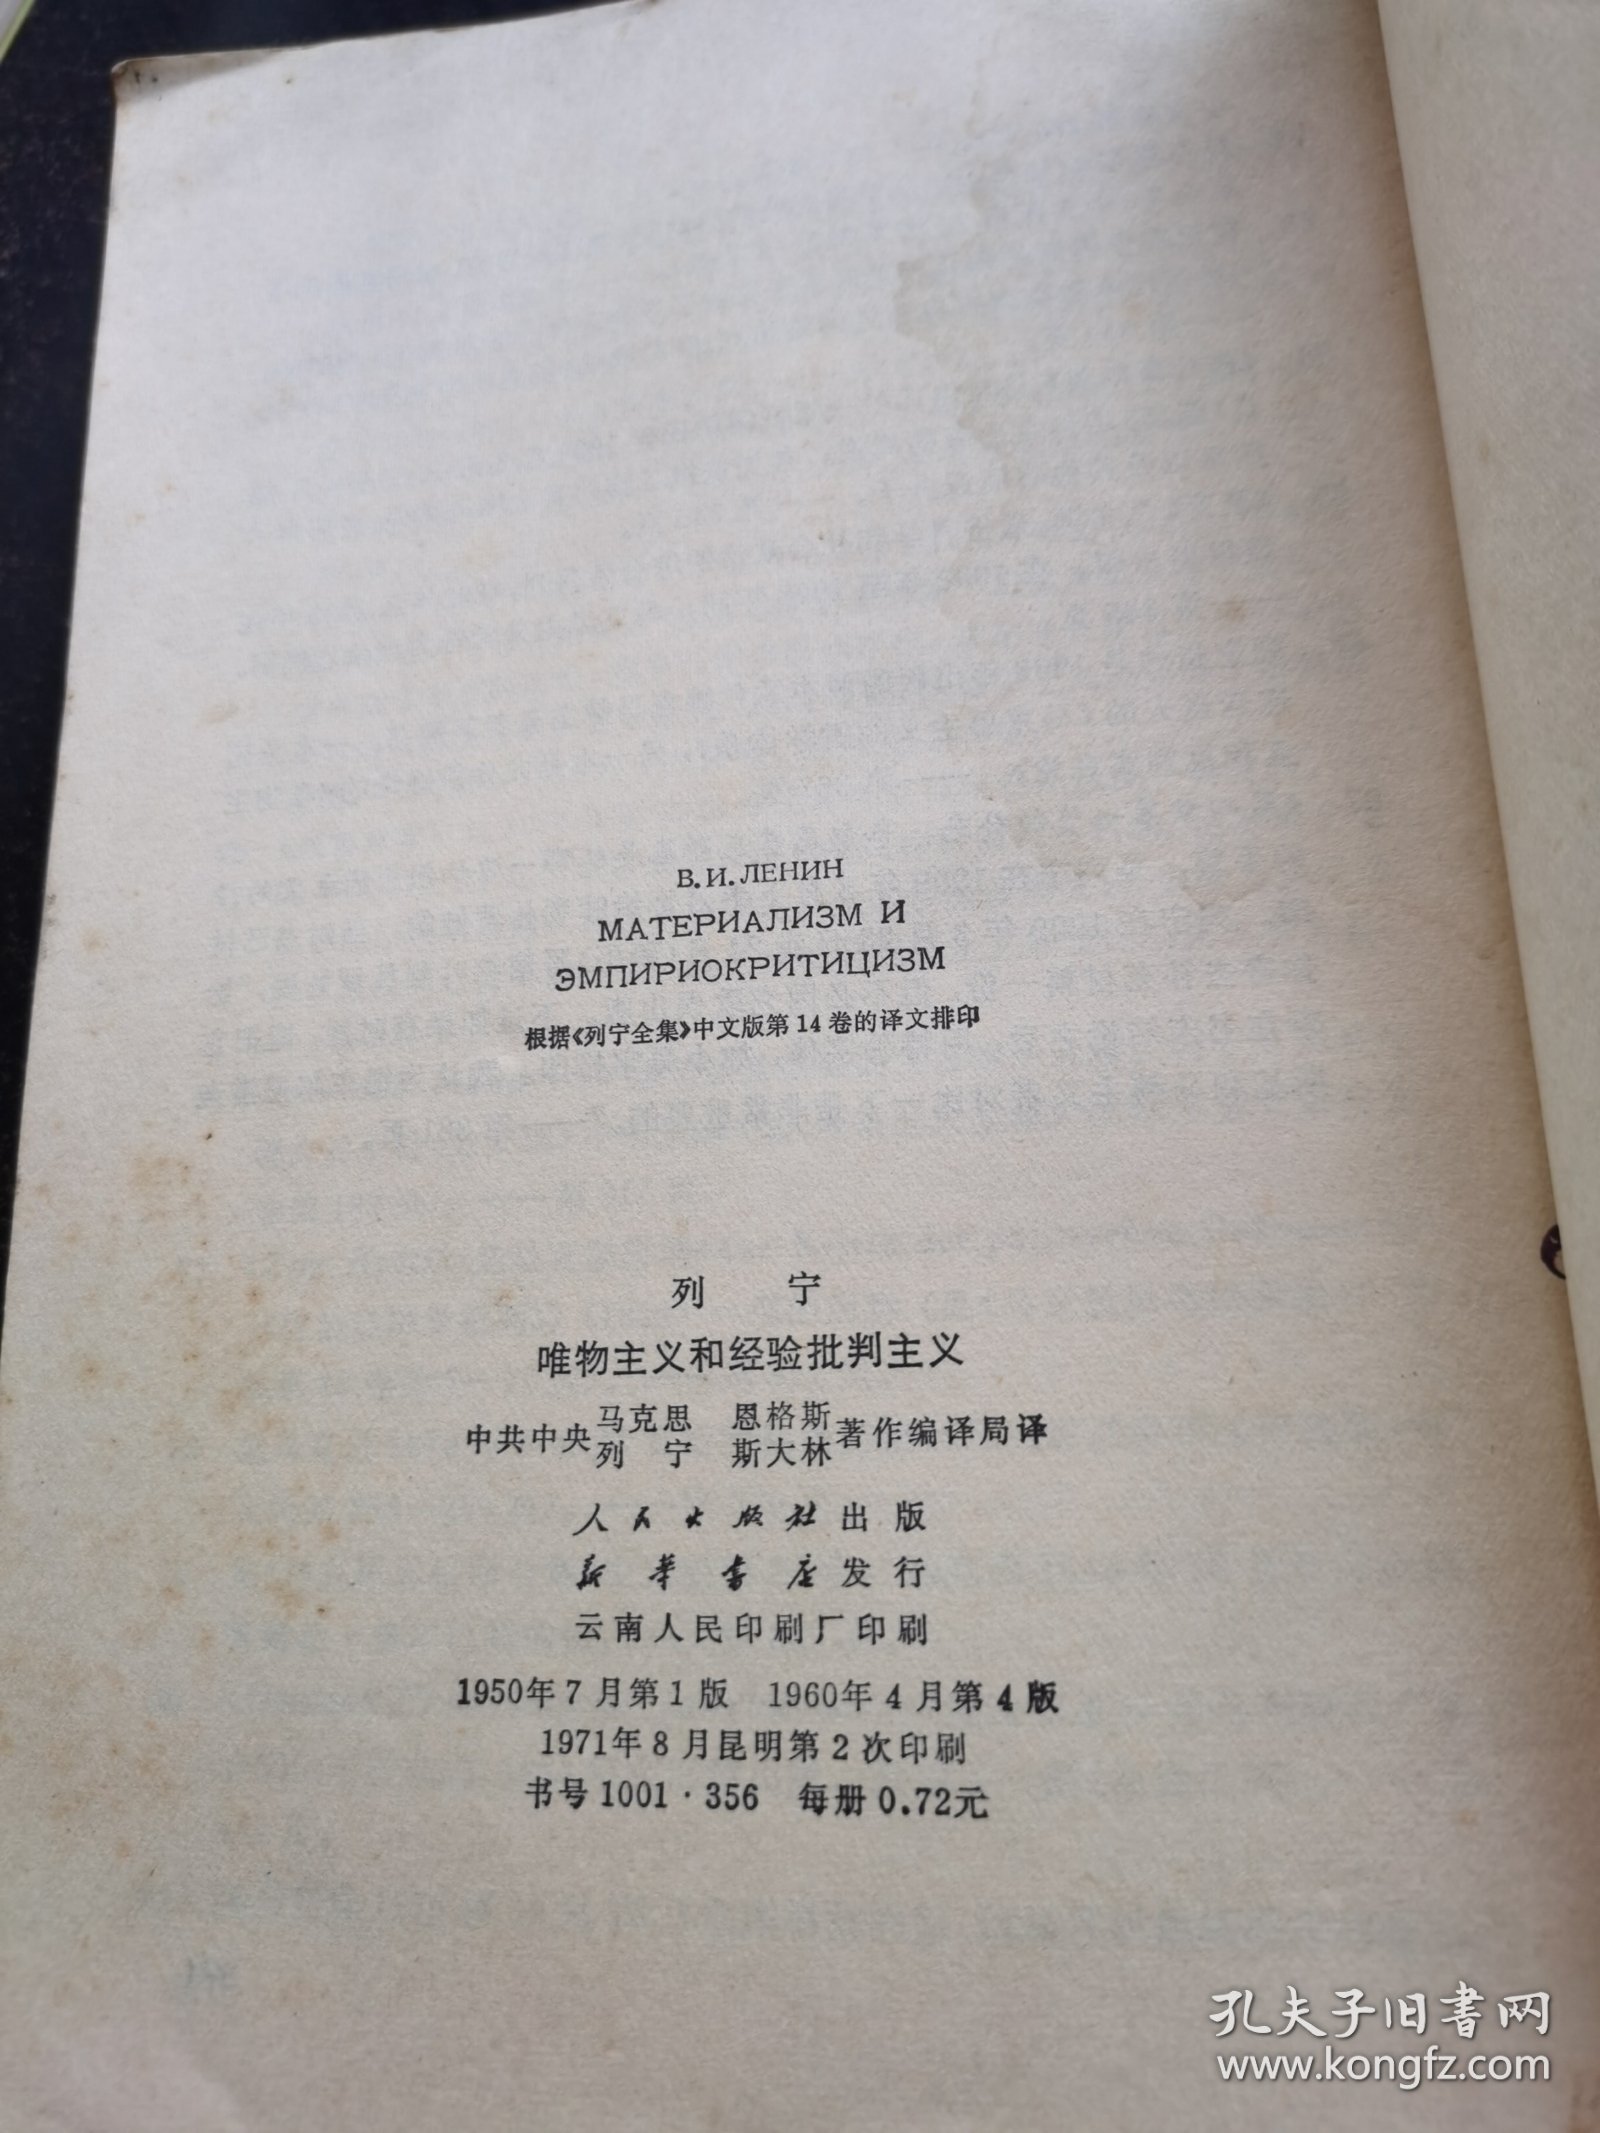 В. И. ЛЕНИН
МАТЕРИАЛИЗМ И
ЭМПИРИОКРИТИЦИЗМ
根据《列宁全集》中文版第14卷的译文排印
列 宁
唯物主义和经验批判主义
中共中央马克思 恩格斯
列 宁 斯大林著作编译局译
人民出版社出版
新华书店发行
云南人民印刷厂印刷
1950年7月第1版 1960年4月第4版
1971年8月昆明第2次印刷
书号1001·356 每册0.72元
孔夫子旧书网
www.kongfz.com